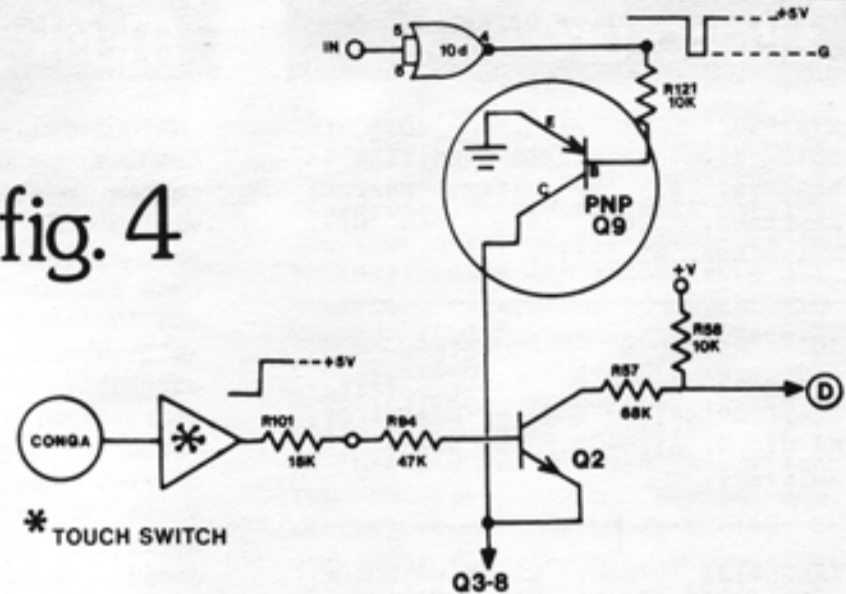 +5V
IN
5
6
10d
4
G
R121
10K
E
B
C
PNP
Q9
fig. 4
+V
R58
10K
+5V
R57
68K
D
CONGA
*
R101
15K
R94
47K
Q2
* TOUCH SWITCH
Q3-8